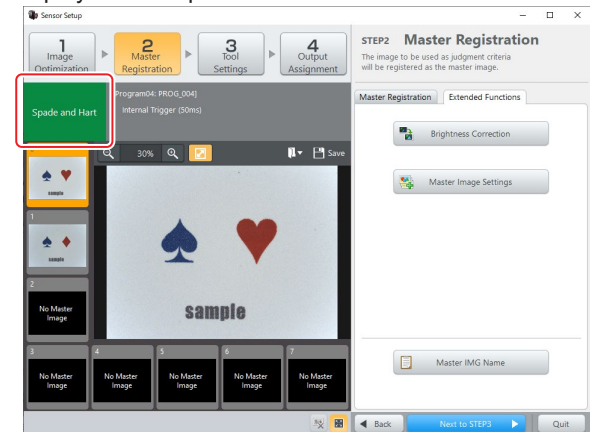 Sensor Setup
1
Image
Optimization
2
Master
Registration
3
Tool
Settings
4
Output
Assignment
STEP2 Master Registration
The image to be used as judgment criteria
will be registered as the master image.
Spade and Hart
Program04: PROG_004]
Internal Trigger (50ms)
Master Registration
Extended Functions
30%
Save
Brightness Correction
Master Image Settings
sample
1
sample
2
No Master
Image
sample
3
No Master
Image
4
No Master
Image
5
No Master
Image
6
No Master
Image
7
No Master
Image
Master IMG Name
Back
Next to STEP3
Quit